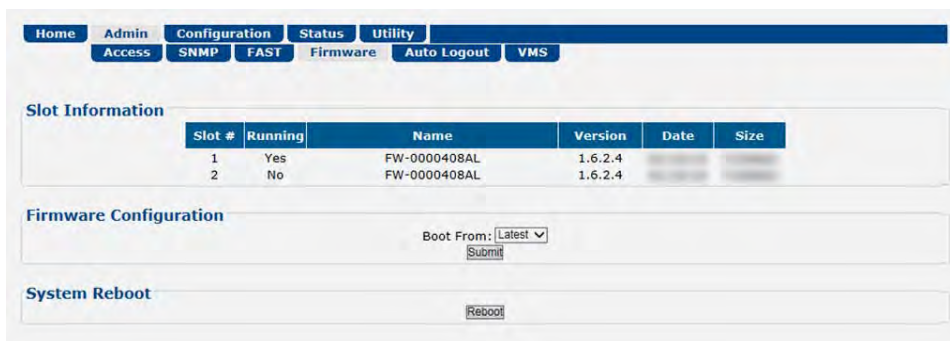 Home Admin Configuration Status Utility
Access SNMP FAST Firmware Auto Logout VMS
Slot Information
Slot # Running Name Version Date Size
1 Yes FW-0000408AL 1.6.2.4
2 No FW-0000408AL 1.6.2.4
Firmware Configuration
Boot From: Latest
Submit
System Reboot
Reboot